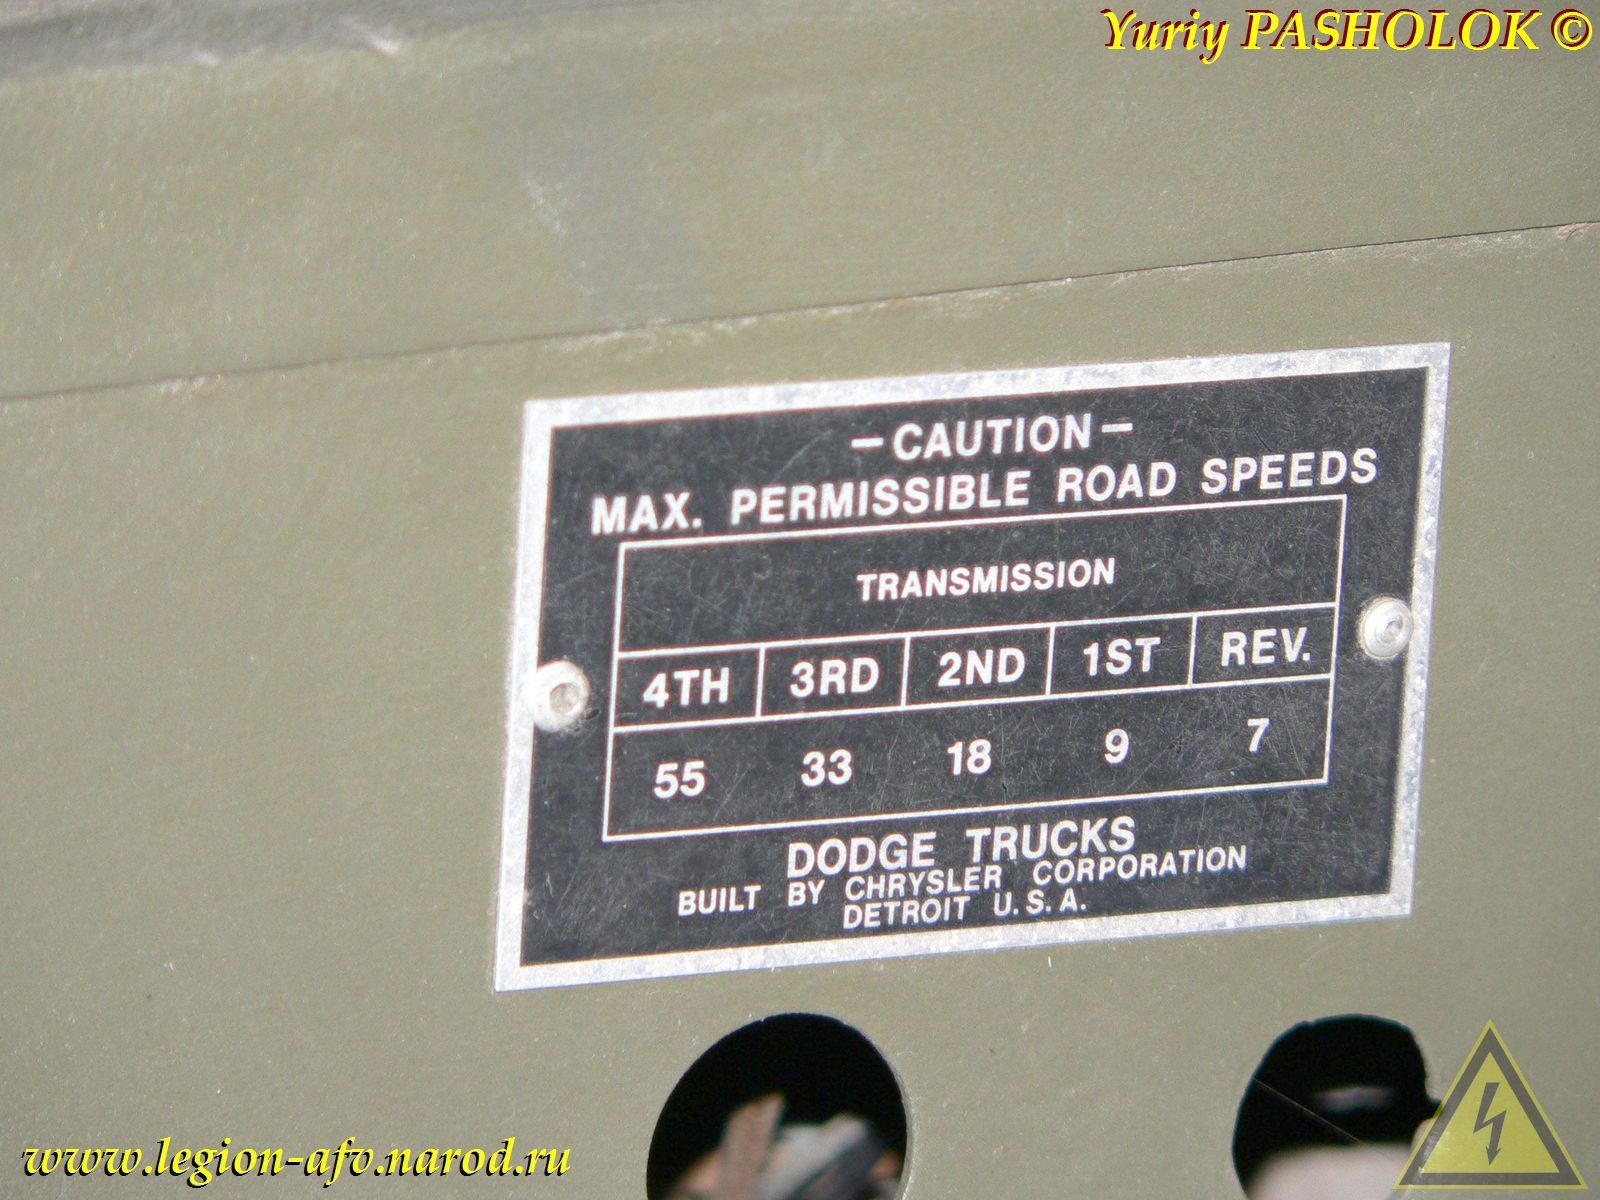 Yuriy PASHOLOK ©
– CAUTION –
MAX. PERMISSIBLE ROAD SPEEDS
TRANSMISSION
4TH 3RD 2ND 1ST REV.
55 33 18 9 7
DODGE TRUCKS
BUILT BY CHRYSLER CORPORATION
DETROIT U.S.A.
www.legion-afv.narod.ru